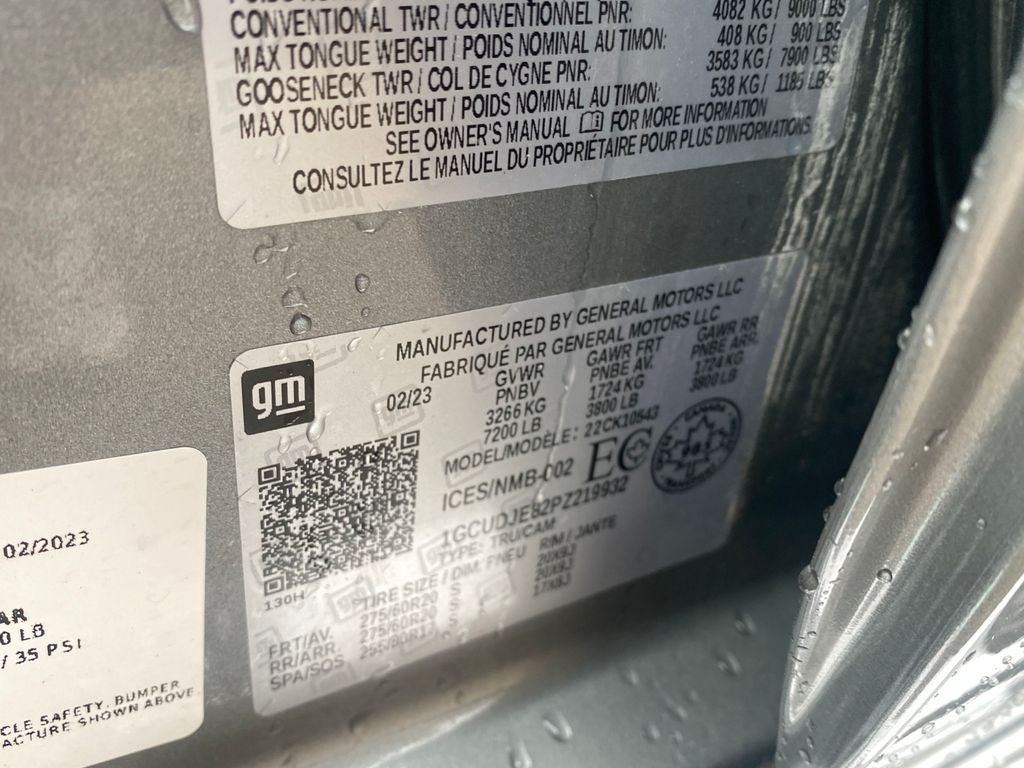 CONVENTIONAL TWR / CONVENTIONNEL PNR: 4082 KG / 9000 LBS
MAX TONGUE WEIGHT / POIDS NOMINAL AU TIMON: 408 KG / 900 LBS
GOOSENECK TWR / COL DE CYGNE PNR: 3583 KG / 7900 LBS
MAX TONGUE WEIGHT / POIDS NOMINAL AU TIMON: 538 KG / 1185 LBS
SEE OWNER'S MANUAL FOR MORE INFORMATION
CONSULTEZ LE MANUEL DU PROPRIÉTAIRE POUR PLUS D'INFORMATIONS.
gm
MANUFACTURED BY GENERAL MOTORS LLC
FABRIQUÉ PAR GENERAL MOTORS LLC
02/23 GVWR GAWR FRT GAWR RR
PNBV PNBE AV. PNBE ARR.
3266 KG 1724 KG 1724 KG
7200 LB 3800 LB 3800 LB
MODEL/MODÈLE: 22CK10543
ICES/NMB-002 EC
CANADA
1GCUDJE82PZ219932
TYPE: TRU/CAM
130H
TIRE SIZE / DIM. PNEU RIM / JANTE
FRT/AV. 275/60R20 20X9J
RR/ARR. 275/60R20 20X9J
SPA/SOS 17X8J
02/2023
AR
0 LB
/ 35 PSI
CLE SAFETY, BUMPER
ACTURE SHOWN ABOVE